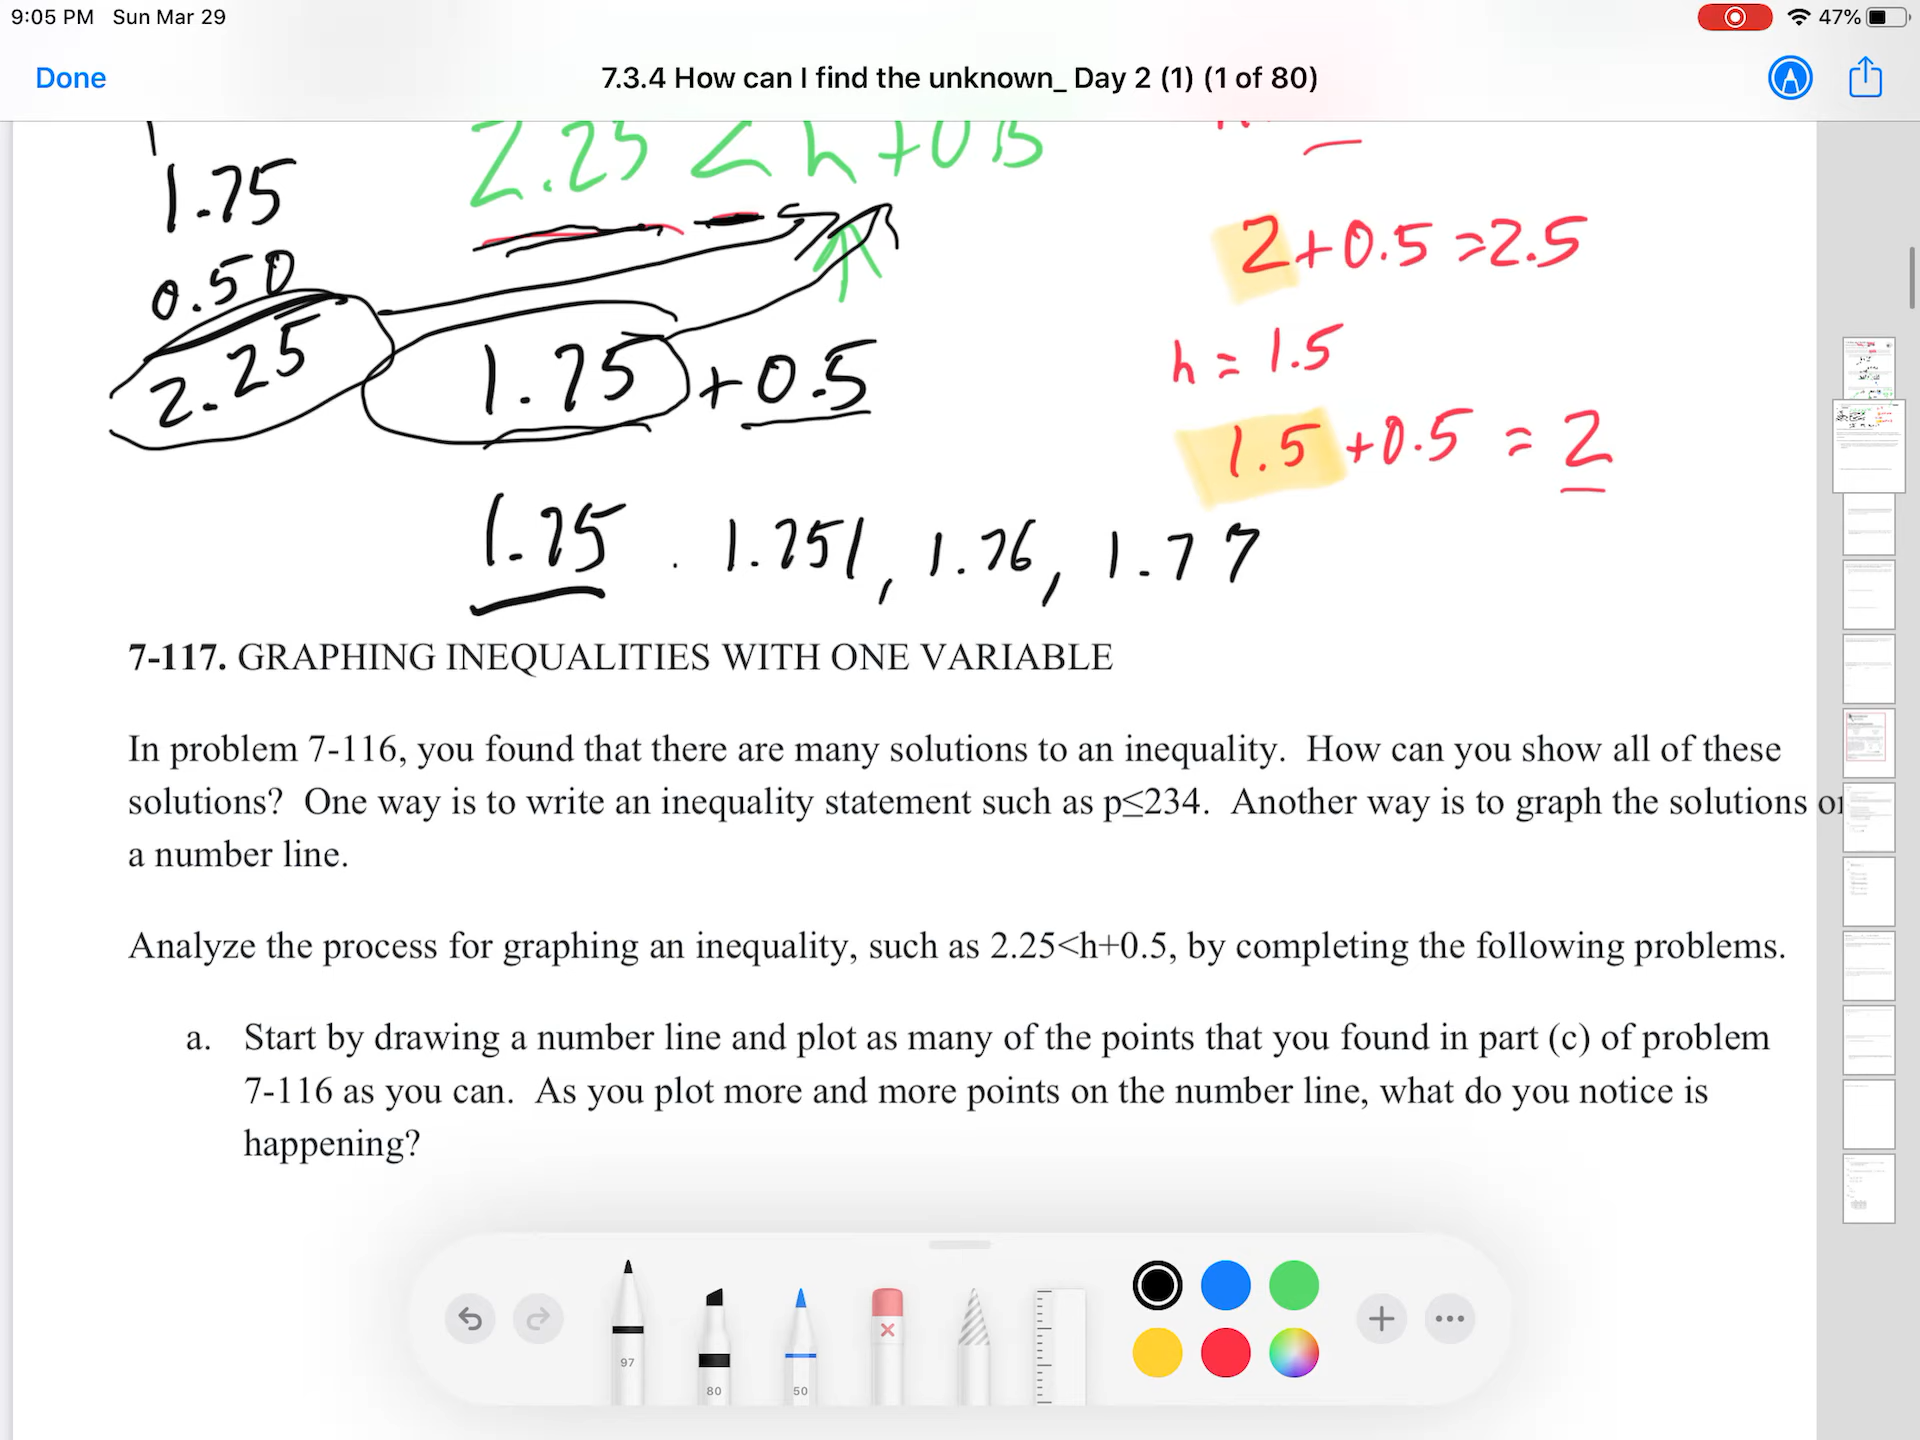 9:05 PM Sun Mar 29
47%
Done
7.3.4 How can I find the unknown_ Day 2 (1) (1 of 80)
2.25 < h +0.5
1.75
0.50
2.25
1.75 + 0.5
2+0.5 =2.5
h = 1.5
1.5 +0.5 = 2
1.75 . 1.751, 1.76, 1.77
7-117. GRAPHING INEQUALITIES WITH ONE VARIABLE
In problem 7-116, you found that there are many solutions to an inequality. How can you show all of these
solutions? One way is to write an inequality statement such as p≤234. Another way is to graph the solutions
a number line.
Analyze the process for graphing an inequality, such as 2.25<h+0.5, by completing the following problems.
a. Start by drawing a number line and plot as many of the points that you found in part (c) of problem
7-116 as you can. As you plot more and more points on the number line, what do you notice is
happening?
97
80
50